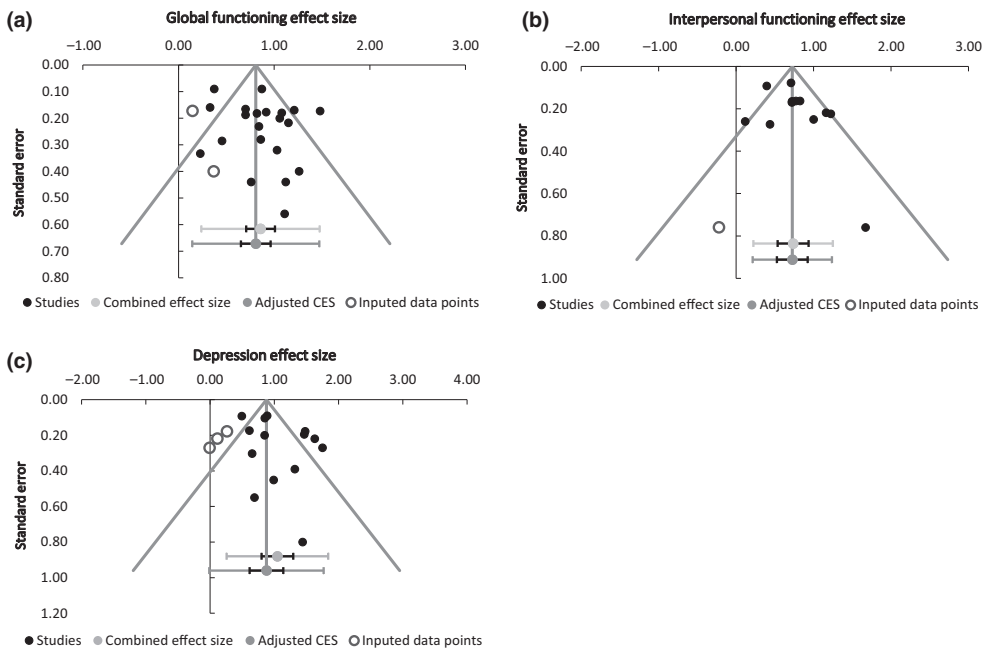 (a)
Global functioning effect size
−1.00 0.00 1.00 2.00 3.00
0.00
0.10
0.20
0.30
0.40
0.50
0.60
0.70
0.80
Standard error
Studies Combined effect size Adjusted CES Inputed data points
(b)
Interpersonal functioning effect size
−2.00 −1.00 0.00 1.00 2.00 3.00
0.00
0.20
0.40
0.60
0.80
1.00
Standard error
Studies Combined effect size Adjusted CES Inputed data points
(c)
Depression effect size
−2.00 −1.00 0.00 1.00 2.00 3.00 4.00
0.00
0.20
0.40
0.60
0.80
1.00
1.20
Standard error
Studies Combined effect size Adjusted CES Inputed data points